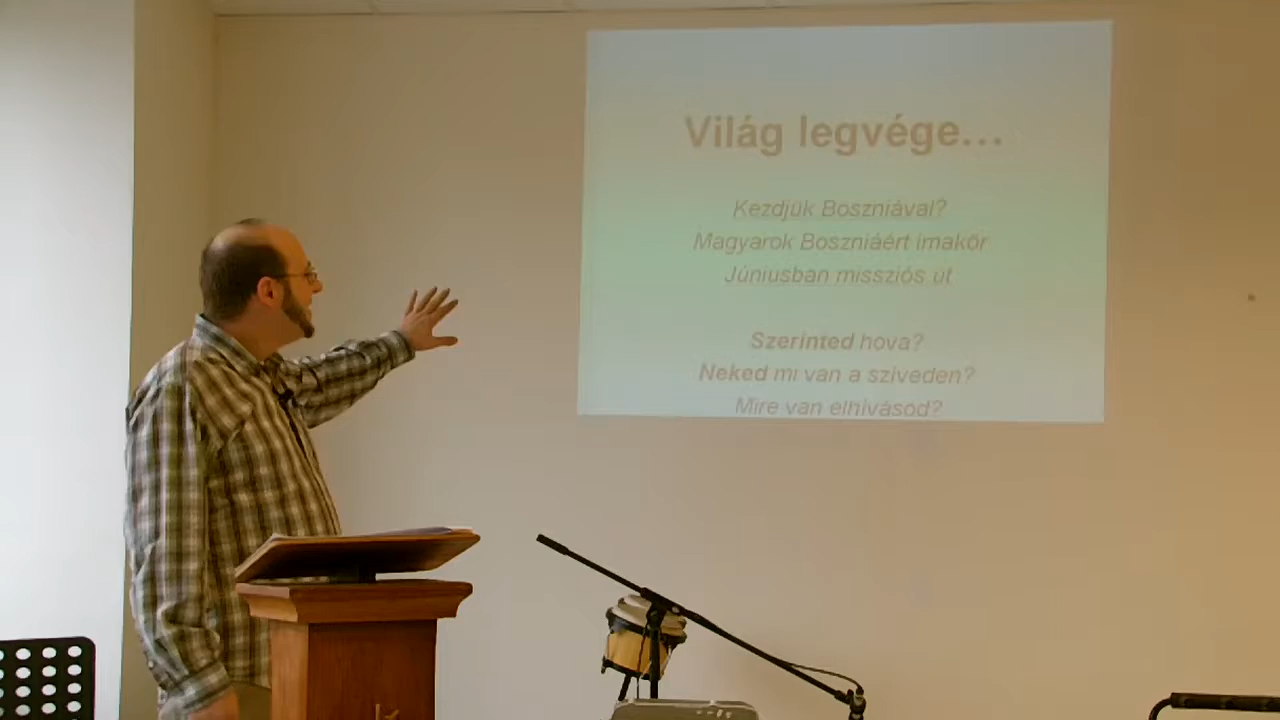 Világ legvége...
Kezdjük Boszniával?
Magyarok Boszniáért imakör
Júniusban missziós út
Szerinted hova?
Neked mi van a szíveden?
Mire van elhívásod?